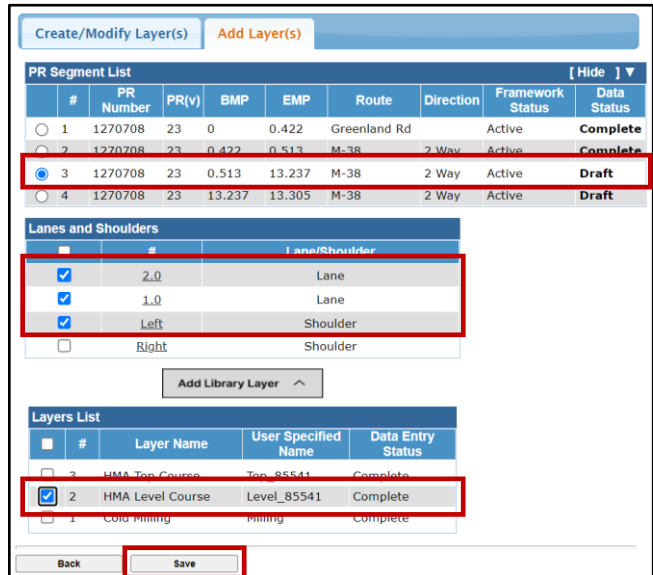 Create/Modify Layer(s) Add Layer(s)
PR Segment List [ Hide ] ▼
# PR Number PR(v) BMP EMP Route Direction Framework Status Data Status
1 1270708 23 0 0.422 Greenland Rd Active Complete
2 1270708 23 0.422 0.513 M-38 2 Way Active Complete
3 1270708 23 0.513 13.237 M-38 2 Way Active Draft
4 1270708 23 13.237 13.305 M-38 2 Way Active Draft
Lanes and Shoulders
# Lane/Shoulder
2.0 Lane
1.0 Lane
Left Shoulder
Right Shoulder
Add Library Layer
Layers List
# Layer Name User Specified Name Data Entry Status
3 HMA Top Course Top_85541 Complete
2 HMA Level Course Level_85541 Complete
1 Cold Milling Milling Complete
Back Save